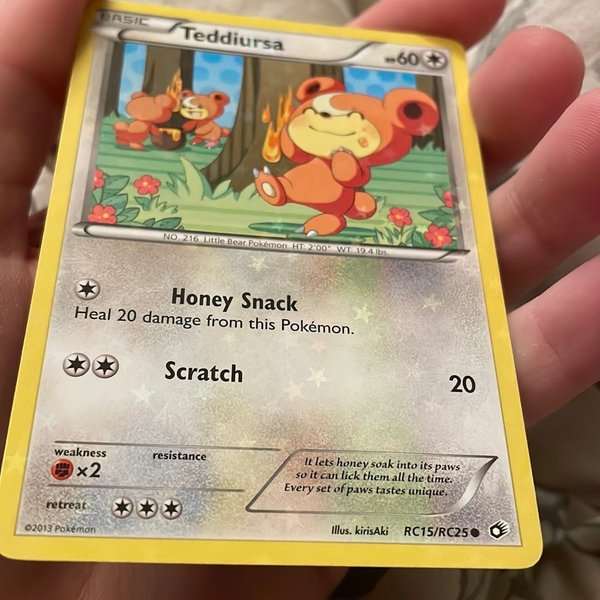 BASIC
Teddiursa
HP60
NO. 216 Little Bear Pokémon HT: 2'00" WT: 19.4 lbs.
Honey Snack
Heal 20 damage from this Pokémon.
Scratch 20
weakness resistance
×2
It lets honey soak into its paws
so it can lick them all the time.
Every set of paws tastes unique.
retreat
©2013 Pokémon
Illus. kirisAki RC15/RC25